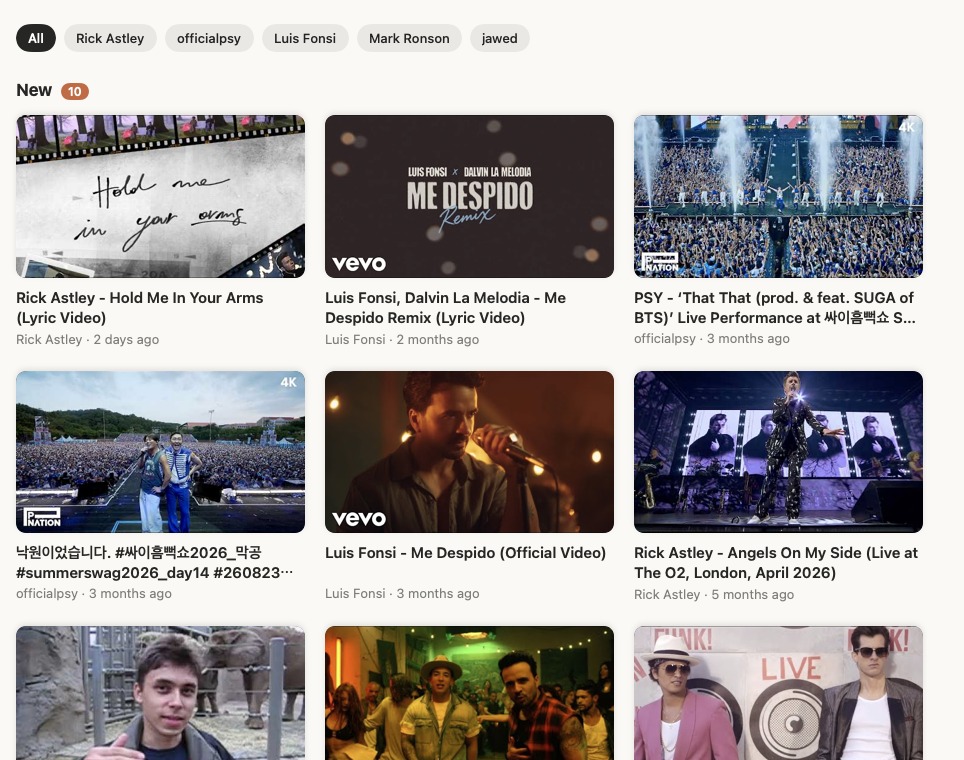 All
Rick Astley
officialpsy
Luis Fonsi
Mark Ronson
jawed
New 10
Hold me
in your arms
LUIS FONSI x DALVIN LA MELODIA
ME DESPIDO
Remix
vevo
4K
P NATION
Rick Astley - Hold Me In Your Arms
(Lyric Video)
Rick Astley · 2 days ago
Luis Fonsi, Dalvin La Melodia - Me
Despido Remix (Lyric Video)
Luis Fonsi · 2 months ago
PSY - ‘That That (prod. & feat. SUGA of
BTS)’ Live Performance at 싸이흠뻑쇼 S...
officialpsy · 3 months ago
4K
P NATION
vevo
낙원이었습니다. #싸이흠뻑쇼2026_막공
#summerswag2026_day14 #260823⋯
officialpsy · 3 months ago
Luis Fonsi - Me Despido (Official Video)
Luis Fonsi · 3 months ago
Rick Astley - Angels On My Side (Live at
The O2, London, April 2026)
Rick Astley · 5 months ago
FUNK!
LIVE